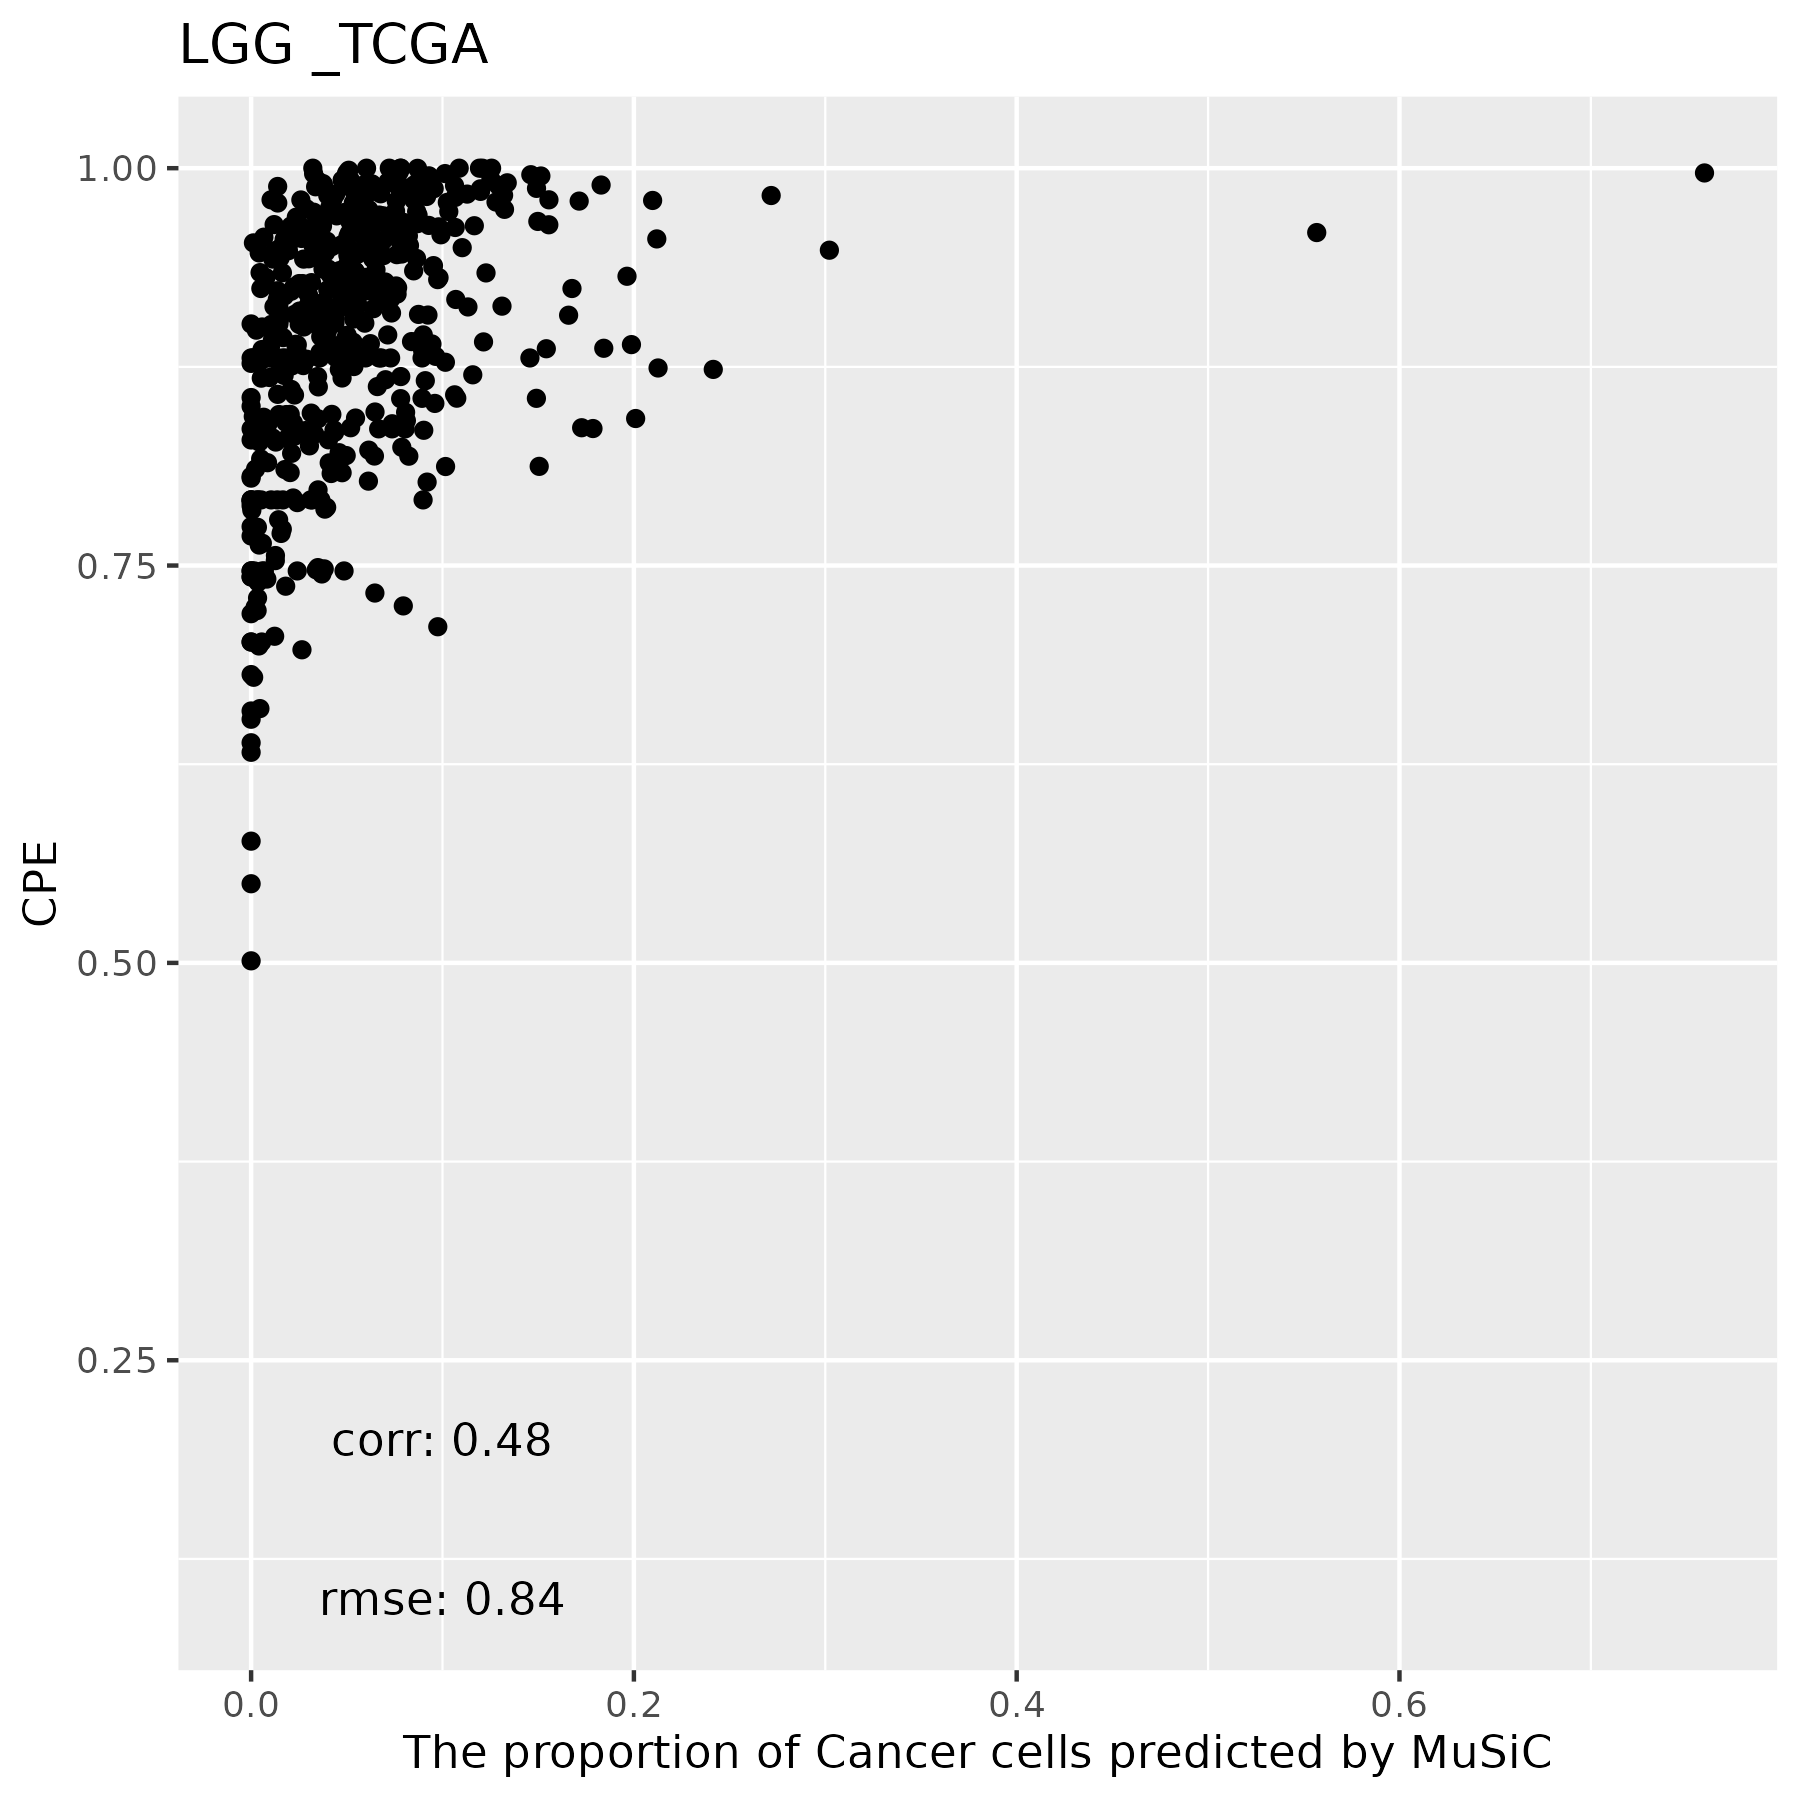 LGG _TCGA
1.00
0.75
0.50
0.25
CPE
corr: 0.48
rmse: 0.84
0.0 0.2 0.4 0.6
The proportion of Cancer cells predicted by MuSiC